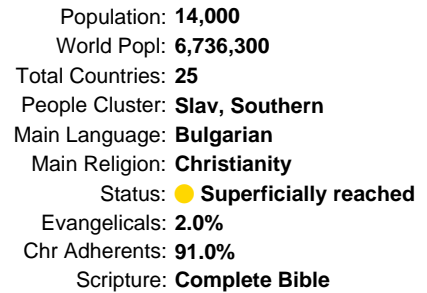 Population: 14,000
World Popl: 6,736,300
Total Countries: 25
People Cluster: Slav, Southern
Main Language: Bulgarian
Main Religion: Christianity
Status: Superficially reached
Evangelicals: 2.0%
Chr Adherents: 91.0%
Scripture: Complete Bible